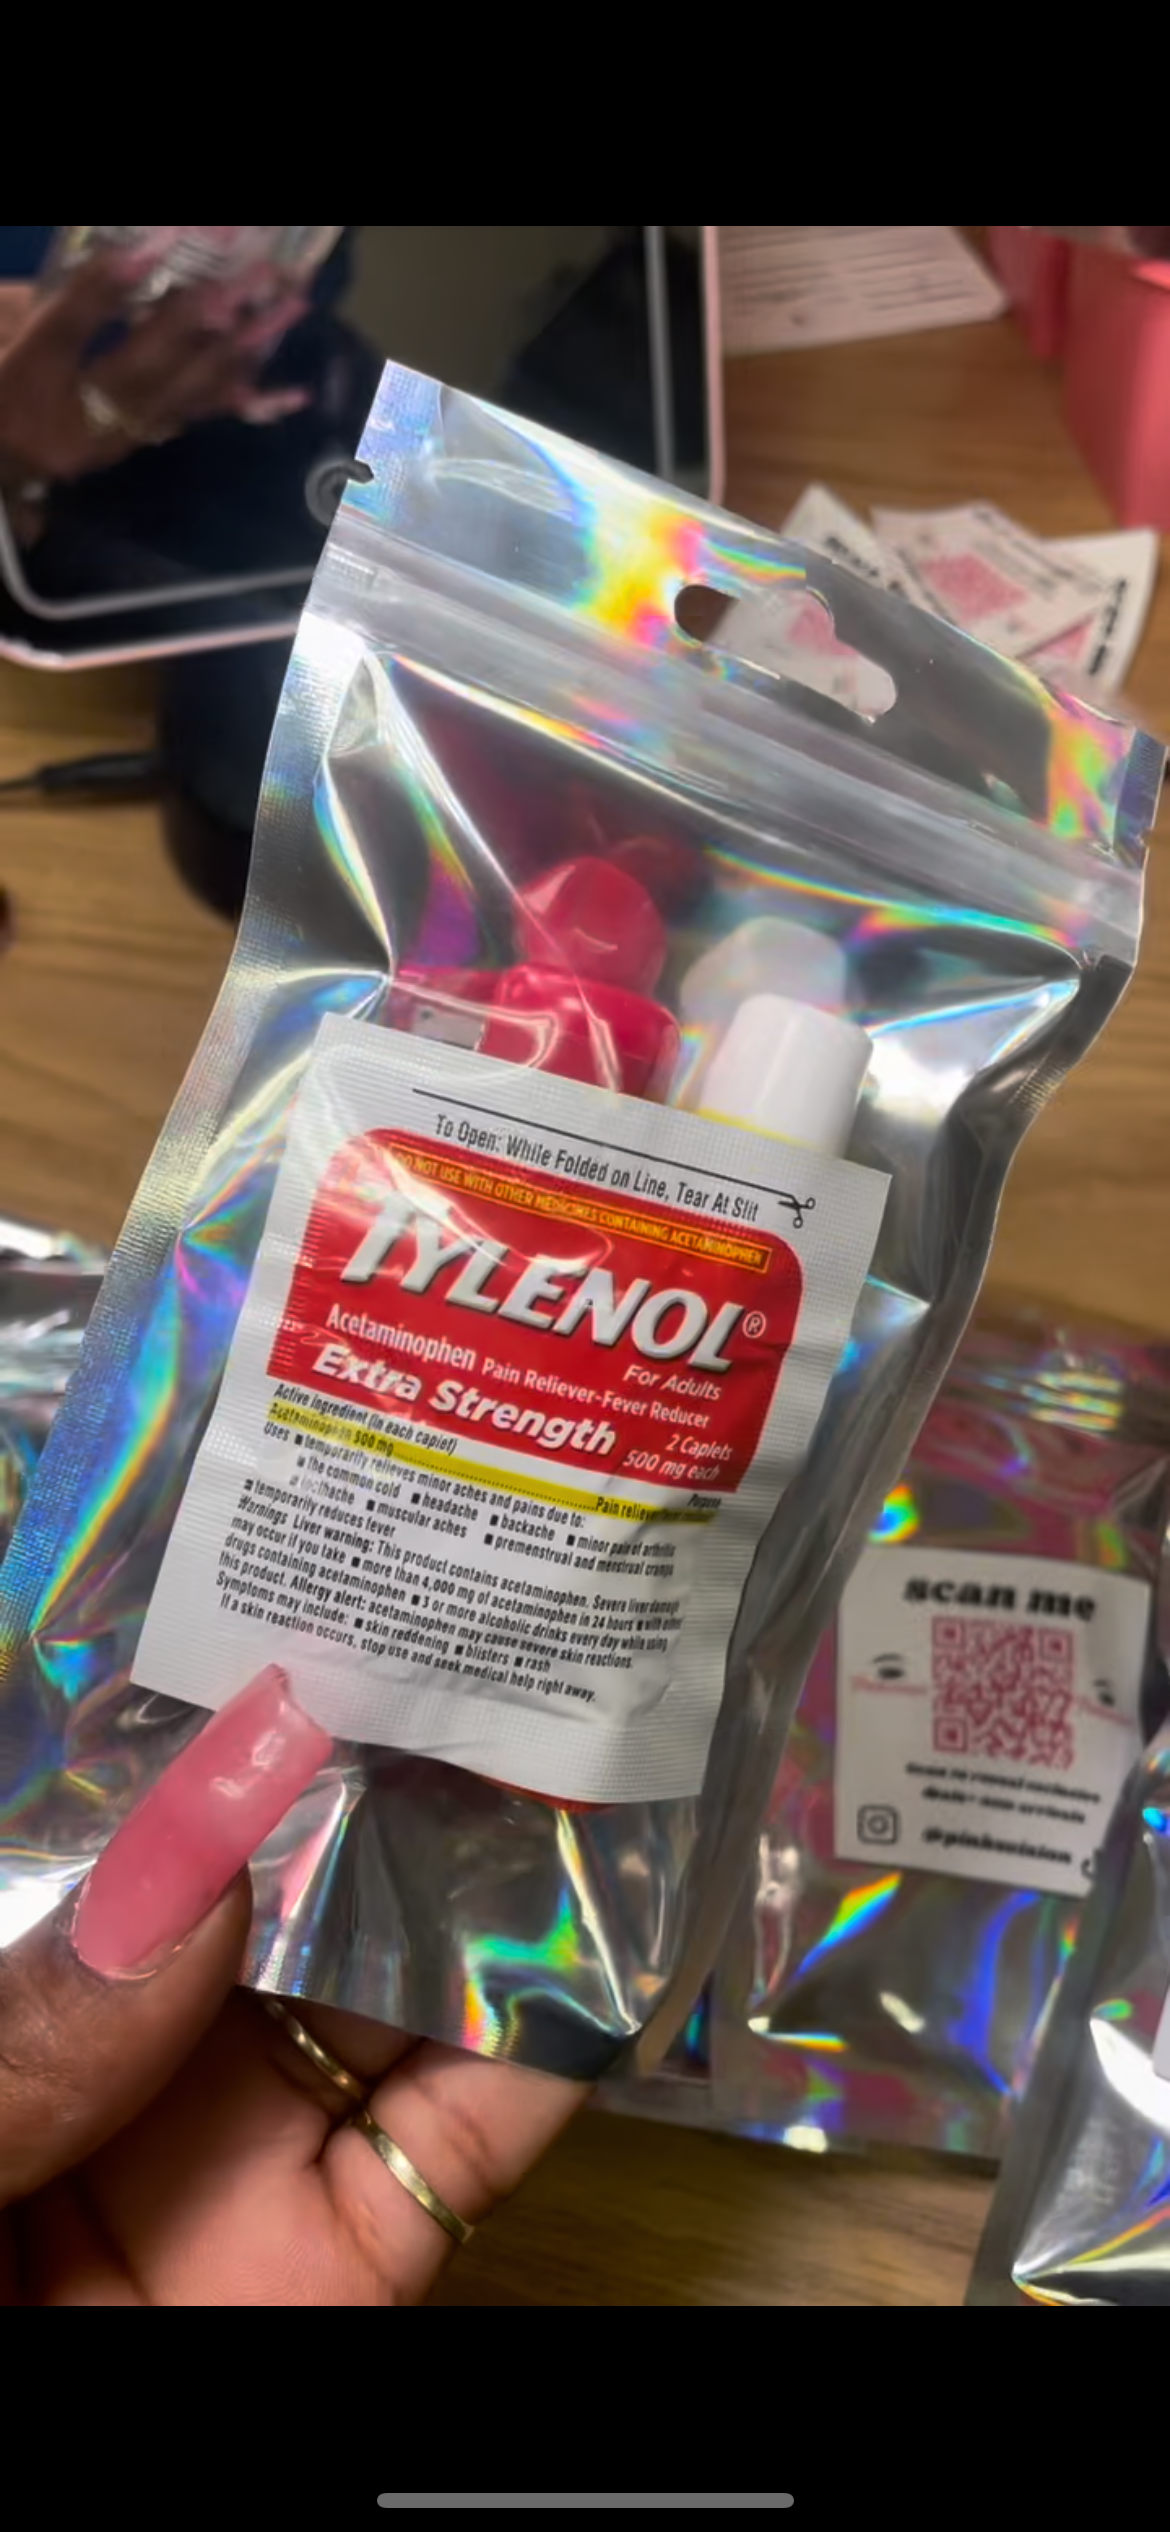 To Open: While Folded on Line, Tear At Slit
DO NOT USE WITH OTHER MEDICINES CONTAINING ACETAMINOPHEN
TYLENOL®
For Adults
Acetaminophen Pain Reliever-Fever Reducer
Extra Strength
2 Caplets
500 mg each
Active ingredient (in each caplet)
Purpose
Acetaminophen 500 mg
Pain reliever
Uses ■ temporarily relieves minor aches and pains due to:
■ the common cold ■ headache ■ backache ■ minor pain of arthritis
■ toothache ■ muscular aches ■ premenstrual and menstrual cramps
■ temporarily reduces fever
Warnings Liver warning: This product contains acetaminophen. Severe liver damage
may occur if you take ■ more than 4,000 mg of acetaminophen in 24 hours ■ with other
drugs containing acetaminophen ■ 3 or more alcoholic drinks every day while using
this product. Allergy alert: acetaminophen may cause severe skin reactions.
Symptoms may include: ■ skin reddening ■ blisters ■ rash
If a skin reaction occurs, stop use and seek medical help right away.
scan me